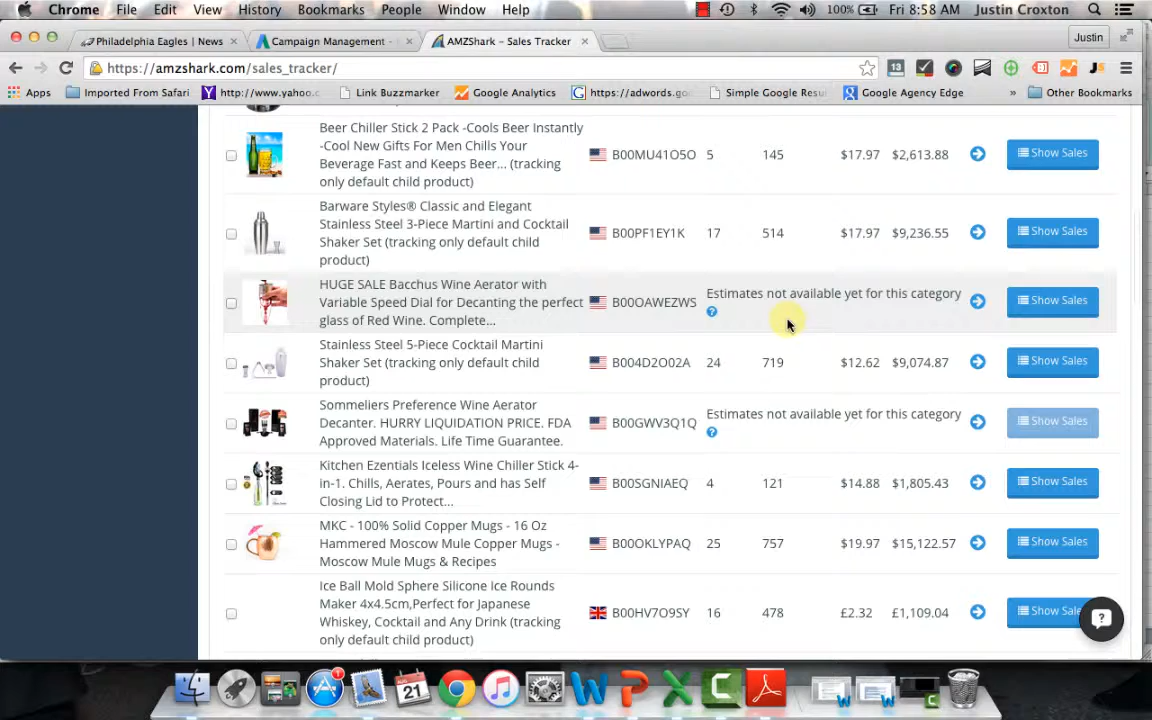 Chrome File Edit View History Bookmarks People Window Help 100% Fri 8:58 AM Justin Croxton
Philadelphia Eagles | News Campaign Management - AMZShark - Sales Tracker Justin
https://amzshark.com/sales_tracker/ 13
Apps Imported From Safari http://www.yahoo.c Link Buzzmarker Google Analytics https://adwords.go Simple Google Resu Google Agency Edge » Other Bookmarks
Beer Chiller Stick 2 Pack -Cools Beer Instantly
-Cool New Gifts For Men Chills Your
Beverage Fast and Keeps Beer... (tracking
only default child product)
B00MU41O5O 5 145 $17.97 $2,613.88 Show Sales
Barware Styles® Classic and Elegant
Stainless Steel 3-Piece Martini and Cocktail
Shaker Set (tracking only default child
product)
B00PF1EY1K 17 514 $17.97 $9,236.55 Show Sales
HUGE SALE Bacchus Wine Aerator with
Variable Speed Dial for Decanting the perfect
glass of Red Wine. Complete...
B00OAWEZWS Estimates not available yet for this category ? Show Sales
Stainless Steel 5-Piece Cocktail Martini
Shaker Set (tracking only default child
product)
B004D2O02A 24 719 $12.62 $9,074.87 Show Sales
Sommeliers Preference Wine Aerator
Decanter. HURRY LIQUIDATION PRICE. FDA
Approved Materials. Life Time Guarantee.
B00GWV3Q1Q Estimates not available yet for this category ? Show Sales
Kitchen Ezentials Iceless Wine Chiller Stick 4-
in-1. Chills, Aerates, Pours and has Self
Closing Lid to Protect...
B00SGNIAEQ 4 121 $14.88 $1,805.43 Show Sales
MKC - 100% Solid Copper Mugs - 16 Oz
Hammered Moscow Mule Copper Mugs -
Moscow Mule Mugs & Recipes
B00OKLYPAQ 25 757 $19.97 $15,122.57 Show Sales
Ice Ball Mold Sphere Silicone Ice Rounds
Maker 4x4.5cm,Perfect for Japanese
Whiskey, Cocktail and Any Drink (tracking
only default child product)
B00HV7O9SY 16 478 £2.32 £1,109.04 Show